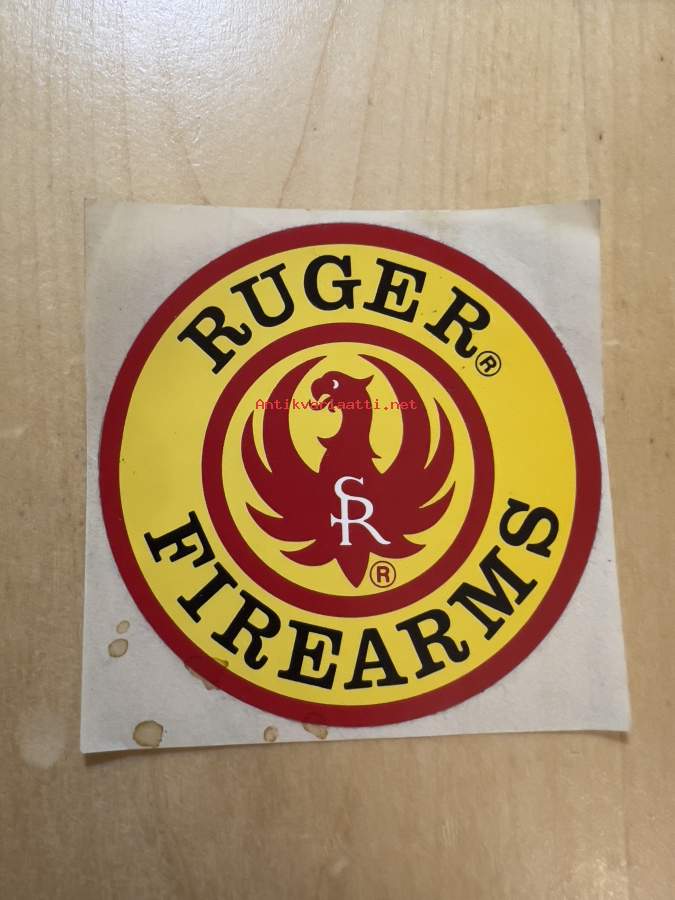 RUGER®
Antikvariaatti.net
SR
®
FIREARMS